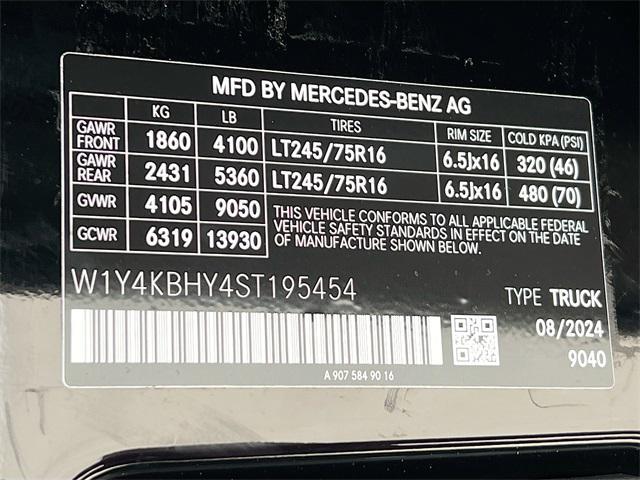 MFD BY MERCEDES-BENZ AG
KG LB TIRES RIM SIZE COLD KPA (PSI)
GAWR FRONT 1860 4100 LT245/75R16 6.5Jx16 320 (46)
GAWR REAR 2431 5360 LT245/75R16 6.5Jx16 480 (70)
GVWR 4105 9050
GCWR 6319 13930
THIS VEHICLE CONFORMS TO ALL APPLICABLE FEDERAL
VEHICLE SAFETY STANDARDS IN EFFECT ON THE DATE
OF MANUFACTURE SHOWN BELOW.
W1Y4KBHY4ST195454
TYPE TRUCK
08/2024
9040
A 907 584 90 16